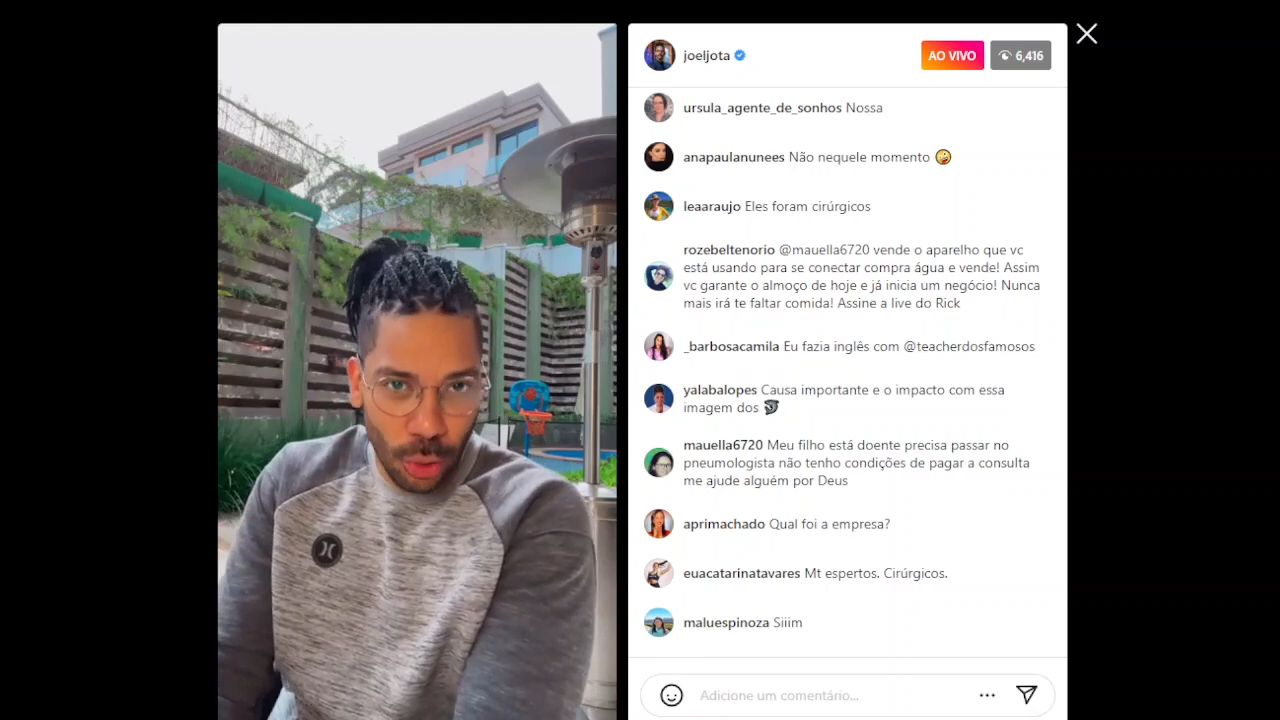 joeljota
AO VIVO
6,416
ursula_agente_de_sonhos Nossa
anapaulanunees Não nequele momento 🤪
leaaraujo Eles foram cirúrgicos
rozebeltenorio @mauella6720 vende o aparelho que vc
está usando para se conectar compra água e vende! Assim
vc garante o almoço de hoje e já inicia um negócio! Nunca
mais irá te faltar comida! Assine a live do Rick
_barbosacamila Eu fazia inglês com @teacherdosfamosos
yalabalopes Causa importante e o impacto com essa
imagem dos
mauella6720 Meu filho está doente precisa passar no
pneumologista não tenho condições de pagar a consulta
me ajude alguém por Deus
aprimachado Qual foi a empresa?
euacatarinatavares Mt espertos. Cirúrgicos.
maluespinoza Siiim
Adicione um comentário...